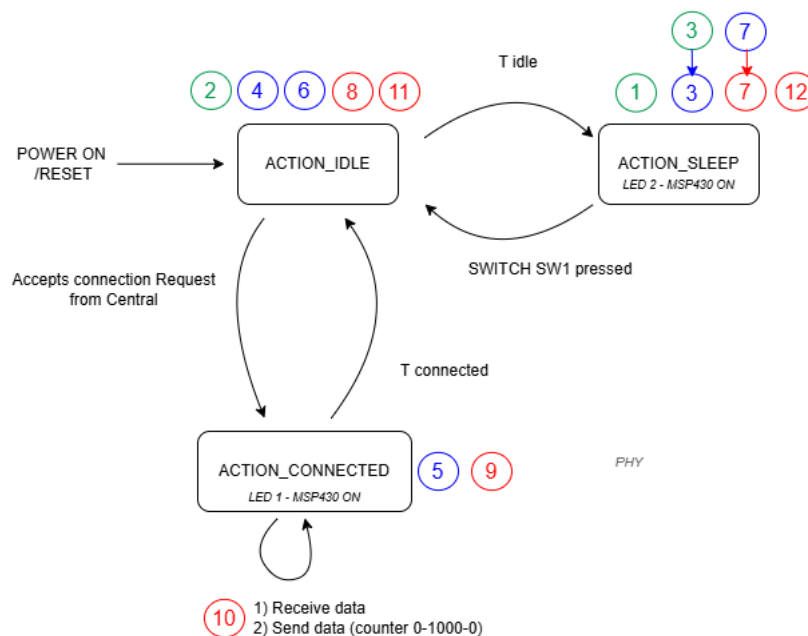 3 7
T idle
2 4 6 8 11
1 3 7 12
POWER ON
/RESET
ACTION_IDLE
ACTION_SLEEP
LED 2 - MSP430 ON
SWITCH SW1 pressed
Accepts connection Request
from Central
T connected
ACTION_CONNECTED
LED 1 - MSP430 ON
5 9
PHY
10
1) Receive data
2) Send data (counter 0-1000-0)